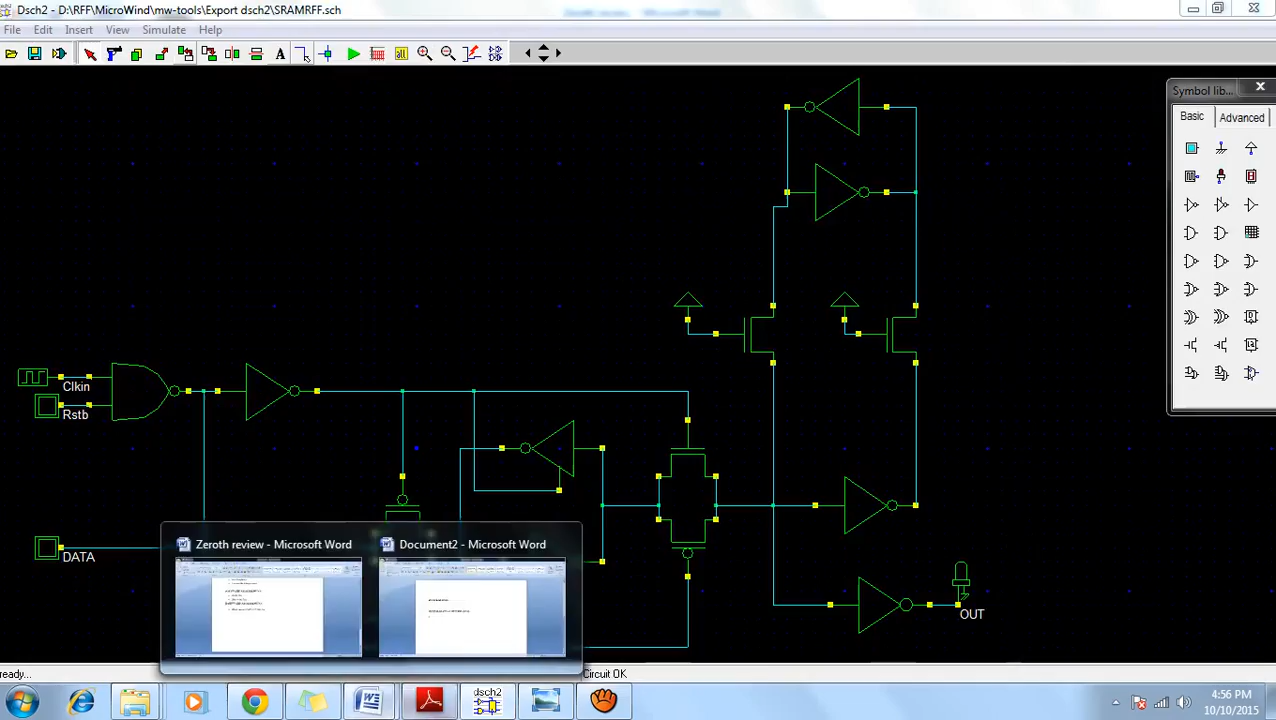 Dsch2 - D:\RFF\MicroWind\mw-tools\Export dsch2\SRAMRFF.sch
File Edit Insert View Simulate Help
A
Symbol lib...
Basic Advanced
Clkin
Rstb
DATA
OUT
Zeroth review - Microsoft Word
Document2 - Microsoft Word
ready...
Circuit OK
dsch2
4:56 PM
10/10/2015